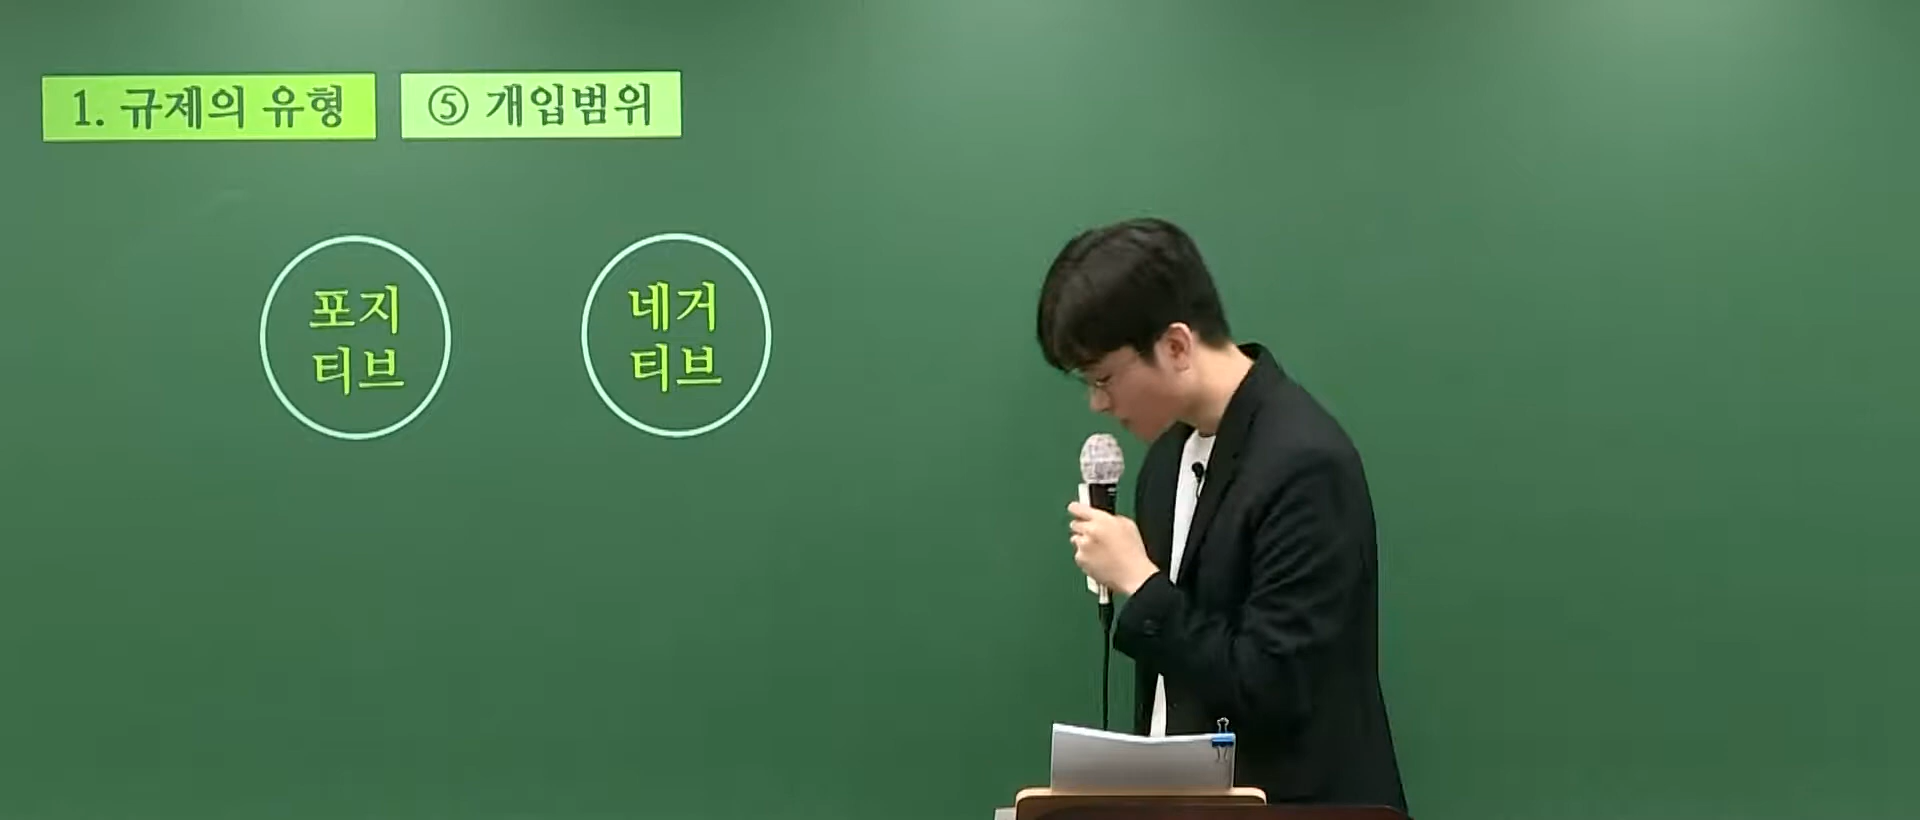 1. 규제의 유형
⑤ 개입범위
포지
티브
네거
티브